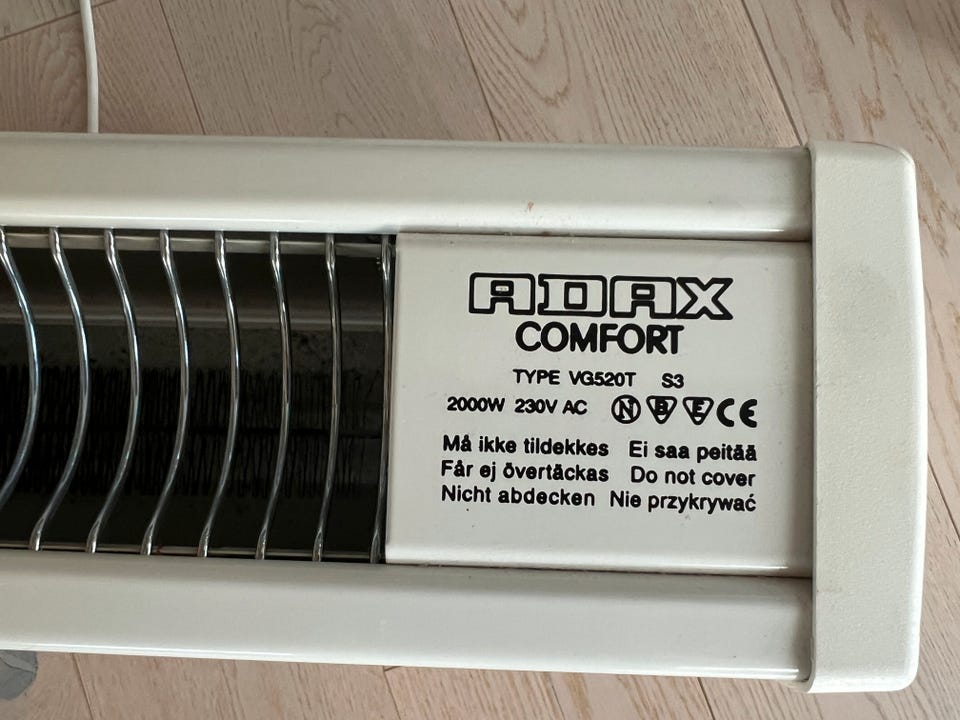 ADAX
COMFORT
TYPE VG520T S3
2000W 230V AC N B E CE
Må ikke tildekkes Ei saa peitää
Får ej övertäckas Do not cover
Nicht abdecken Nie przykrywać